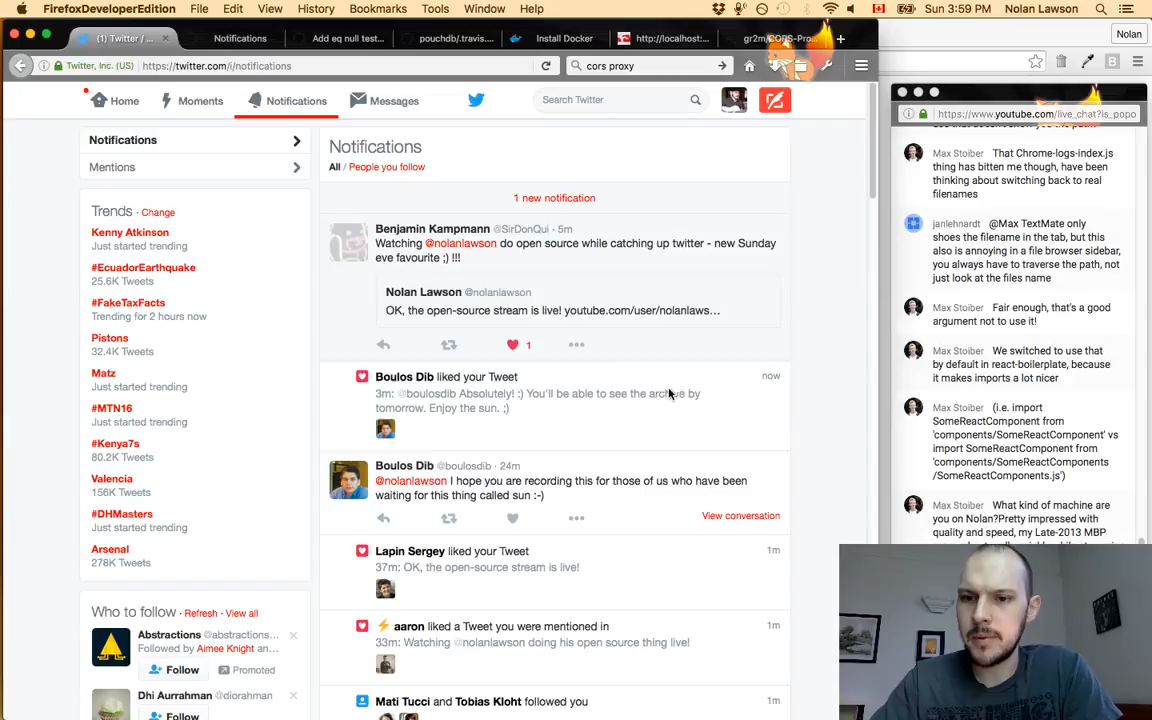 FirefoxDeveloperEdition File Edit View History Bookmarks Tools Window Help
Sun 3:59 PM Nolan Lawson
(1) Twitter / ...
Notifications
Add eq null test...
pouchdb/.travis....
Install Docker
http://localhost:...
gr2m/CORS-Pro...
Nolan
Twitter, Inc. (US) https://twitter.com/i/notifications
cors proxy
Home
Moments
Notifications
Messages
Search Twitter
Notifications
Mentions
Trends · Change
Kenny Atkinson
Just started trending
#EcuadorEarthquake
25.6K Tweets
#FakeTaxFacts
Trending for 2 hours now
Pistons
32.4K Tweets
Matz
Just started trending
#MTN16
Just started trending
#Kenya7s
80.2K Tweets
Valencia
156K Tweets
#DHMasters
Just started trending
Arsenal
278K Tweets
Who to follow · Refresh · View all
Abstractions @abstractions...
Followed by Aimee Knight an...
Follow
Promoted
Dhi Aurrahman @diorahman
Follow
Notifications
All / People you follow
1 new notification
Benjamin Kampmann @SirDonQui · 5m
Watching @nolanlawson do open source while catching up twitter - new Sunday
eve favourite ;) !!!
Nolan Lawson @nolanlawson
OK, the open-source stream is live! youtube.com/user/nolanlaws...
1
Boulos Dib liked your Tweet
now
3m: @boulosdib Absolutely! :) You'll be able to see the archive by
tomorrow. Enjoy the sun. ;)
Boulos Dib @boulosdib · 24m
@nolanlawson I hope you are recording this for those of us who have been
waiting for this thing called sun :-)
View conversation
Lapin Sergey liked your Tweet
1m
37m: OK, the open-source stream is live!
aaron liked a Tweet you were mentioned in
1m
33m: Watching @nolanlawson doing his open source thing live!
Mati Tucci and Tobias Kloht followed you
1m
https://www.youtube.com/live_chat?is_popo
Max Stoiber That Chrome-logs-index.js
thing has bitten me though, have been
thinking about switching back to real
filenames
janlehnardt @Max TextMate only
shoes the filename in the tab, but this
also is annoying in a file browser sidebar,
you always have to traverse the path, not
just look at the files name
Max Stoiber Fair enough, that's a good
argument not to use it!
Max Stoiber We switched to use that
by default in react-boilerplate, because
it makes imports a lot nicer
Max Stoiber (i.e. import
SomeReactComponent from
'components/SomeReactComponent' vs
import SomeReactComponent from
'components/SomeReactComponents
/SomeReactComponents.js')
Max Stoiber What kind of machine are
you on Nolan?Pretty impressed with
quality and speed, my Late-2013 MBP